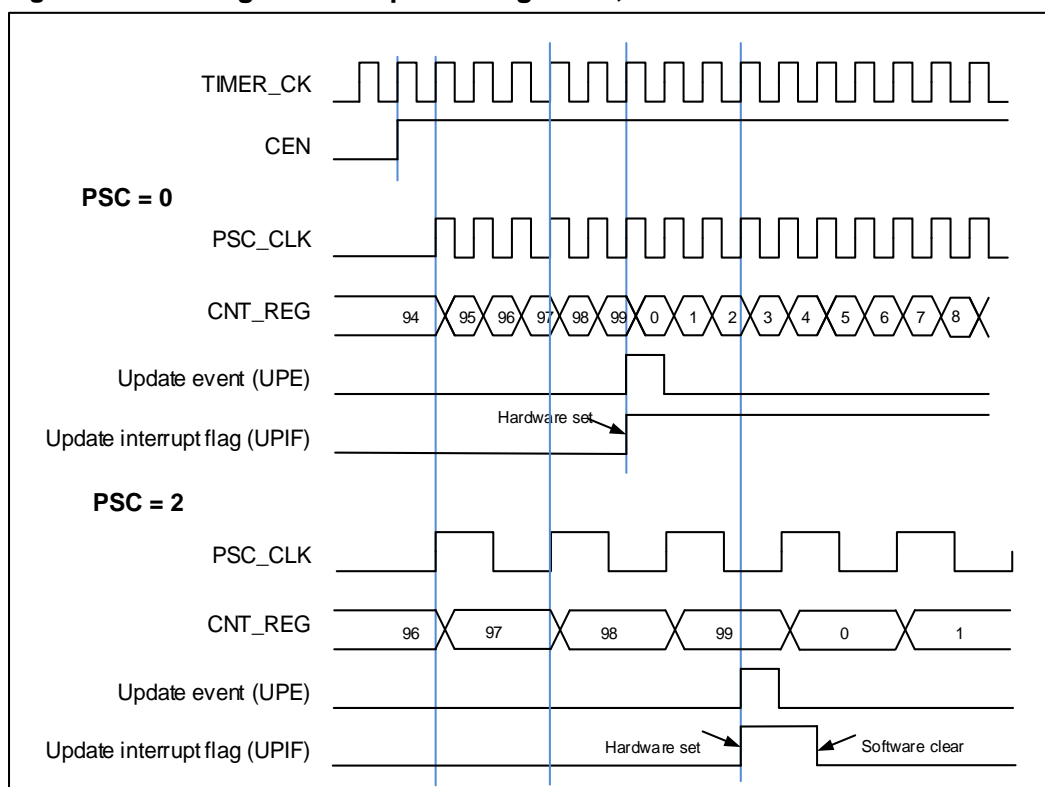 TIMER_CK
CEN
PSC = 0
PSC_CLK
CNT_REG 94 95 96 97 98 99 0 1 2 3 4 5 6 7 8
Update event (UPE)
Hardware set
Update interrupt flag (UPIF)
PSC = 2
PSC_CLK
CNT_REG 96 97 98 99 0 1
Update event (UPE)
Update interrupt flag (UPIF) Hardware set Software clear